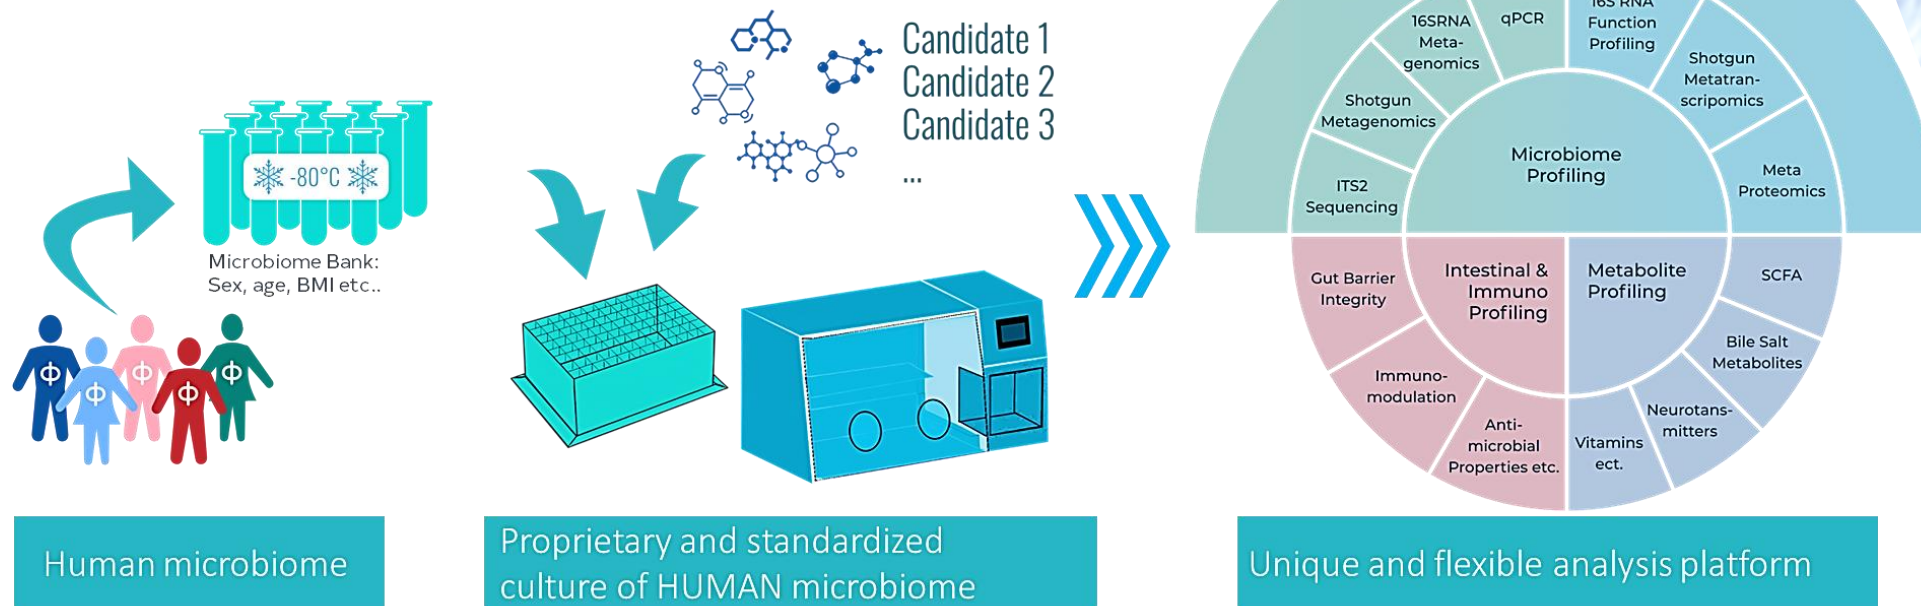 -80°C
Microbiome Bank:
Sex, age, BMI etc..
Φ
Φ
Φ
Φ
Φ
Human microbiome
Candidate 1
Candidate 2
Candidate 3
...
Proprietary and standardized
culture of HUMAN microbiome
16SRNA
Meta-
genomics
qPCR
16S RNA
Function
Profiling
Shotgun
Metatran-
scripomics
Shotgun
Metagenomics
Meta
Proteomics
ITS2
Sequencing
Microbiome
Profiling
Intestinal &
Immuno
Profiling
Metabolite
Profiling
Gut Barrier
Integrity
SCFA
Immuno-
modulation
Bile Salt
Metabolites
Anti-
microbial
Properties etc.
Vitamins
ect.
Neurotans-
mitters
Unique and flexible analysis platform